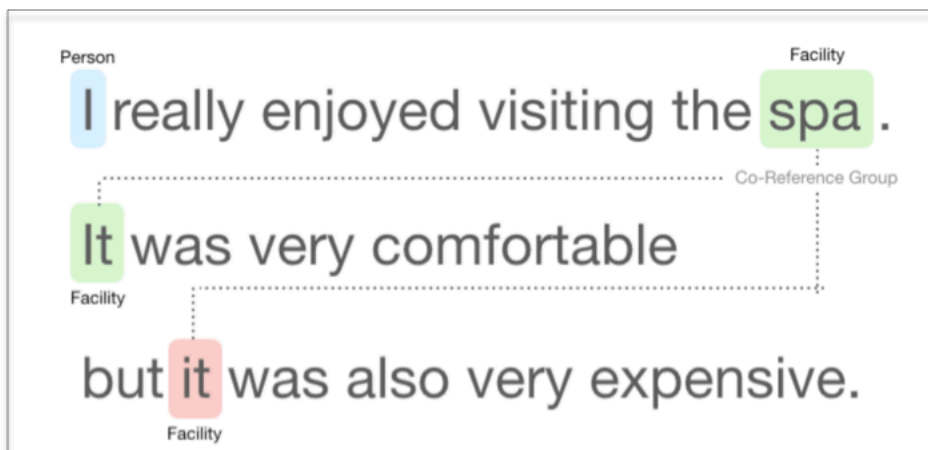 Person
Facility
I really enjoyed visiting the spa .
Co-Reference Group
It was very comfortable
Facility
but it was also very expensive.
Facility